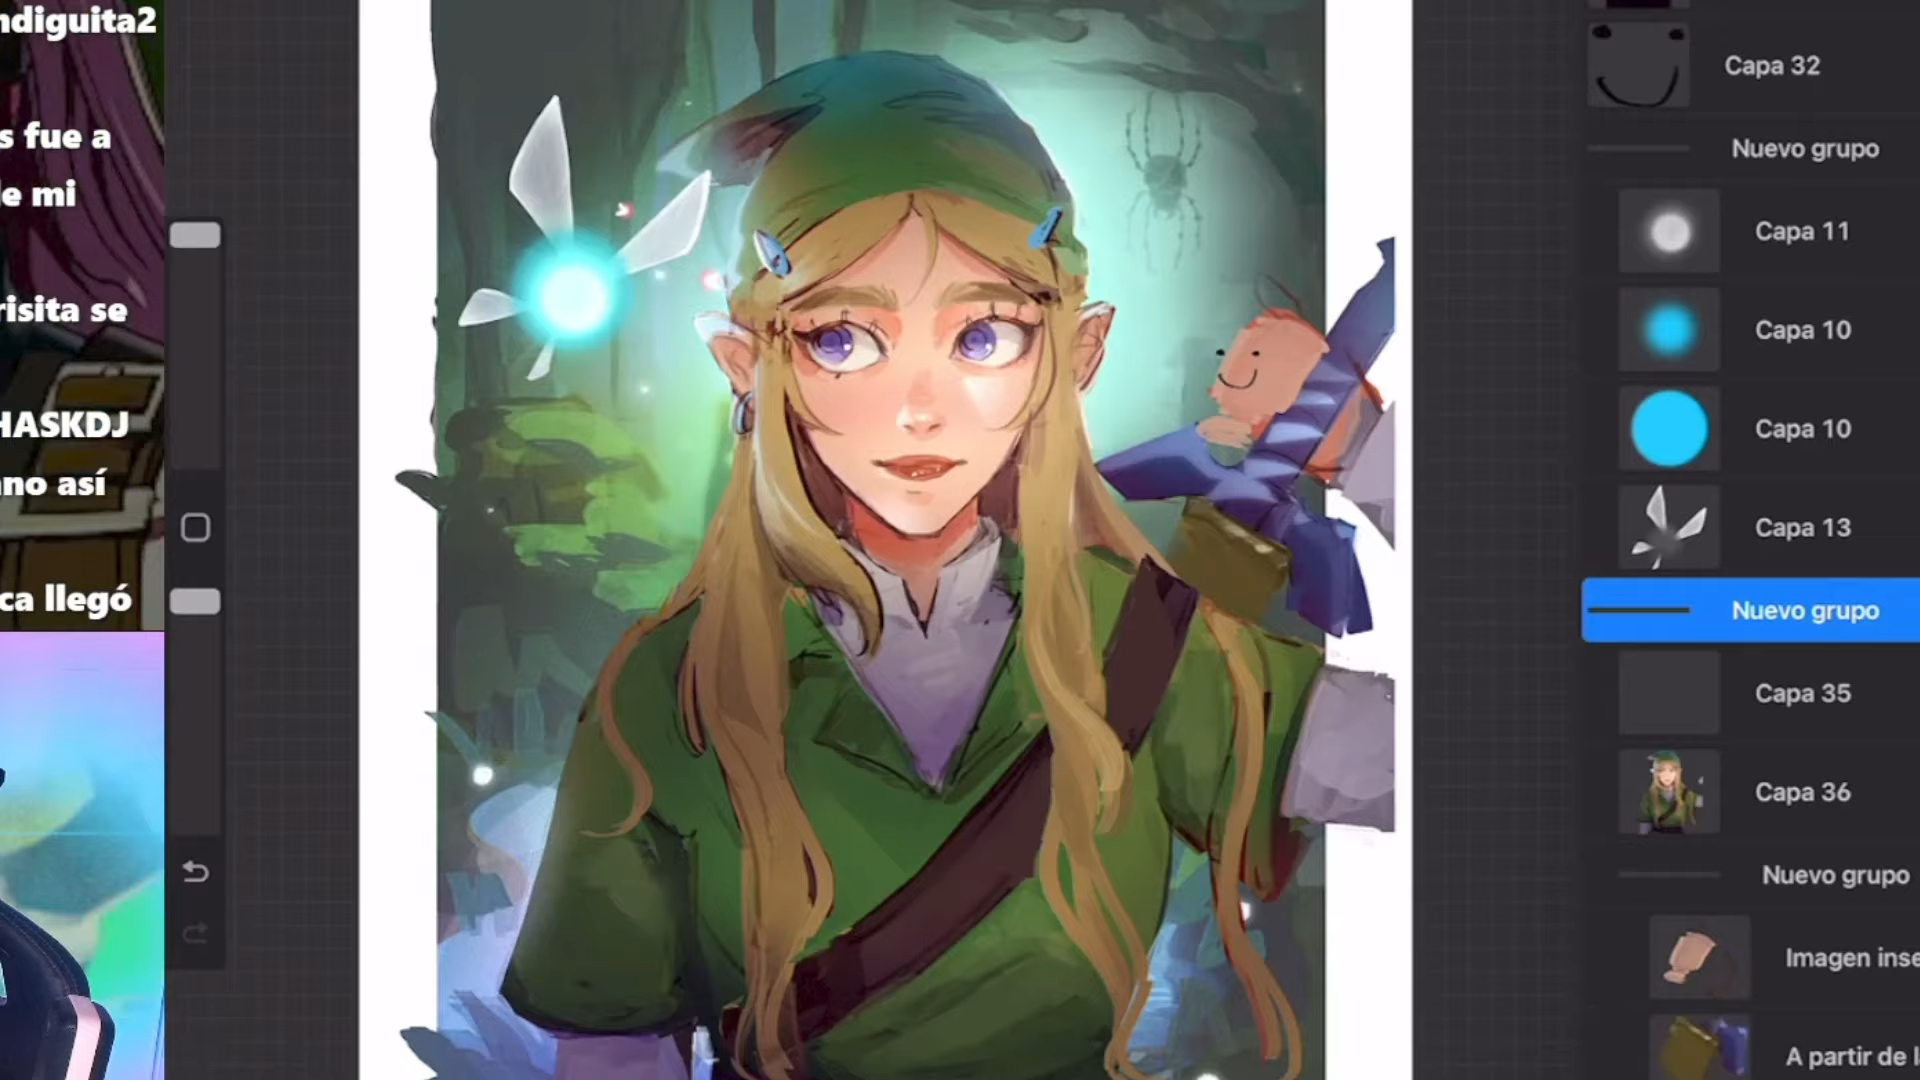 ndiguita2
s fue a
le mi
risita se
HASKDJ
ano así
ca llegó
Capa 32
Nuevo grupo
Capa 11
Capa 10
Capa 10
Capa 13
Nuevo grupo
Capa 35
Capa 36
Nuevo grupo
Imagen inse
A partir de l